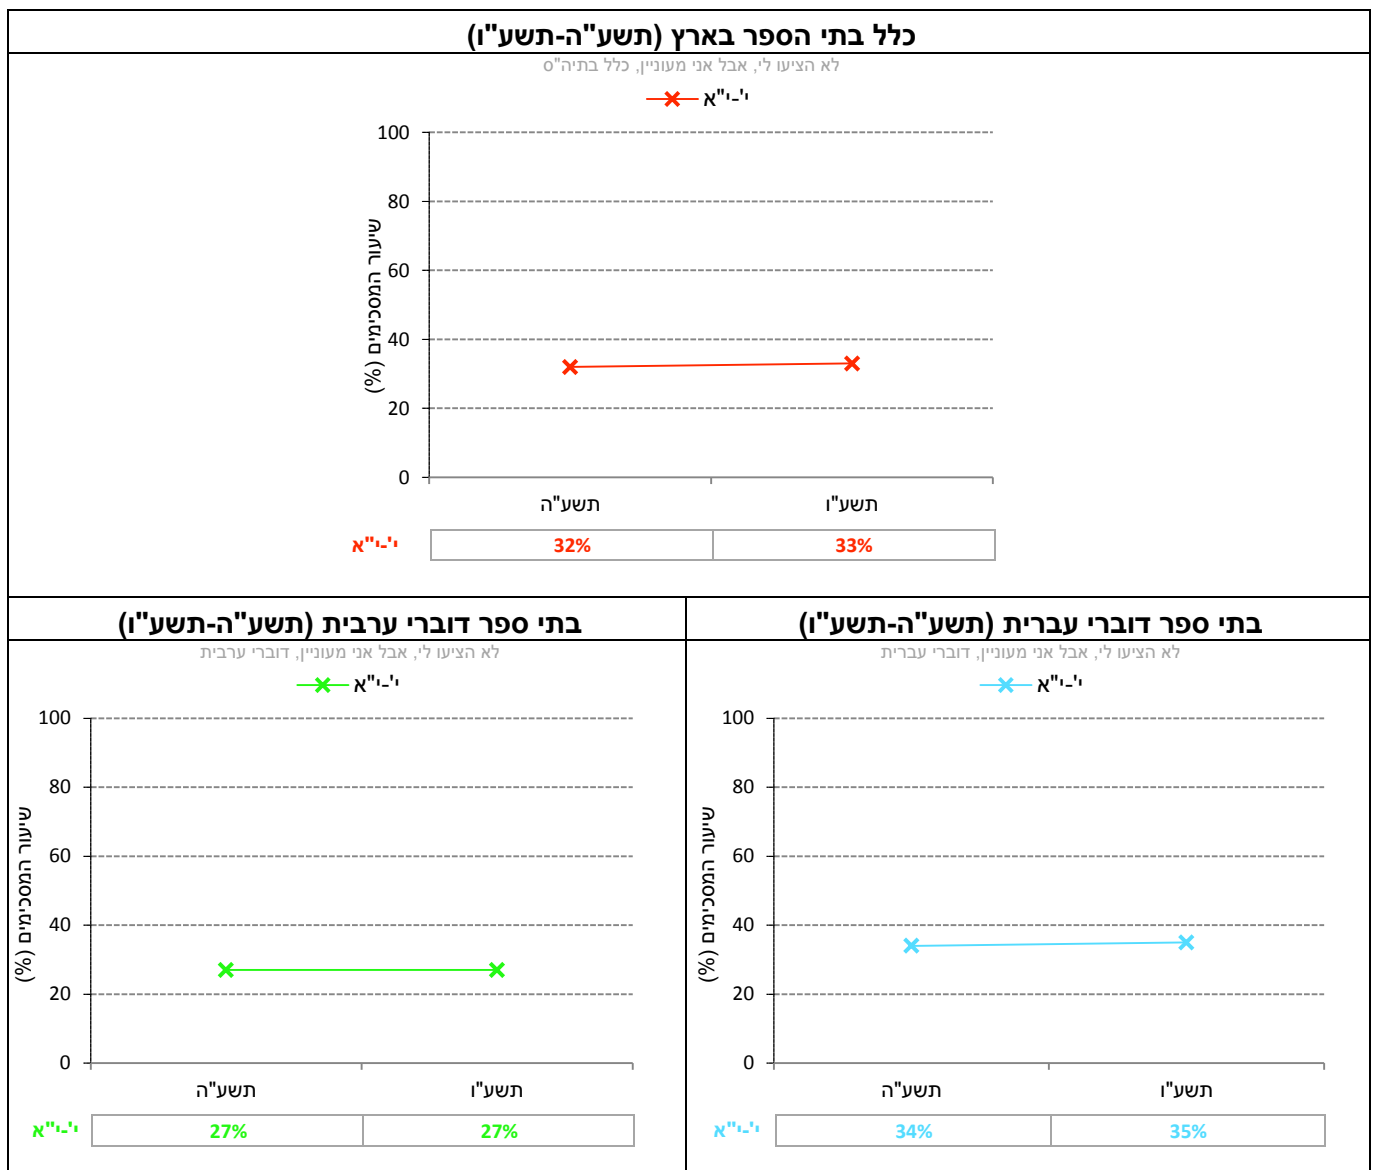 כלל בתי הספר בארץ (תשע"ה-תשע"ו)
לא הציעו לי, אבל אני מעוניין, כלל בתיה"ס
י'-י"א
100
80
60
40
20
0
שיעור המסכימים (%)
תשע"ה תשע"ו
י'-י"א 32% 33%
בתי ספר דוברי עברית (תשע"ה-תשע"ו)
לא הציעו לי, אבל אני מעוניין, דוברי עברית
י'-י"א
100
80
60
40
20
0
שיעור המסכימים (%)
תשע"ה תשע"ו
י'-י"א 34% 35%
בתי ספר דוברי ערבית (תשע"ה-תשע"ו)
לא הציעו לי, אבל אני מעוניין, דוברי ערבית
י'-י"א
100
80
60
40
20
0
שיעור המסכימים (%)
תשע"ה תשע"ו
י'-י"א 27% 27%